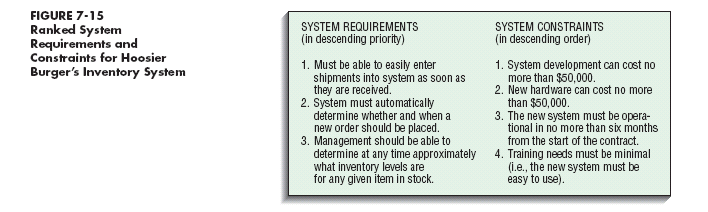 FIGURE 7-15
Ranked System
Requirements and
Constraints for Hoosier
Burger's Inventory System
SYSTEM REQUIREMENTS
(in descending priority)
1. Must be able to easily enter
shipments into system as soon as
they are received.
2. System must automatically
determine whether and when a
new order should be placed.
3. Management should be able to
determine at any time approximately
what inventory levels are
for any given item in stock.
SYSTEM CONSTRAINTS
(in descending order)
1. System development can cost no
more than $50,000.
2. New hardware can cost no more
than $50,000.
3. The new system must be opera-
tional in no more than six months
from the start of the contract.
4. Training needs must be minimal
(i.e., the new system must be
easy to use).